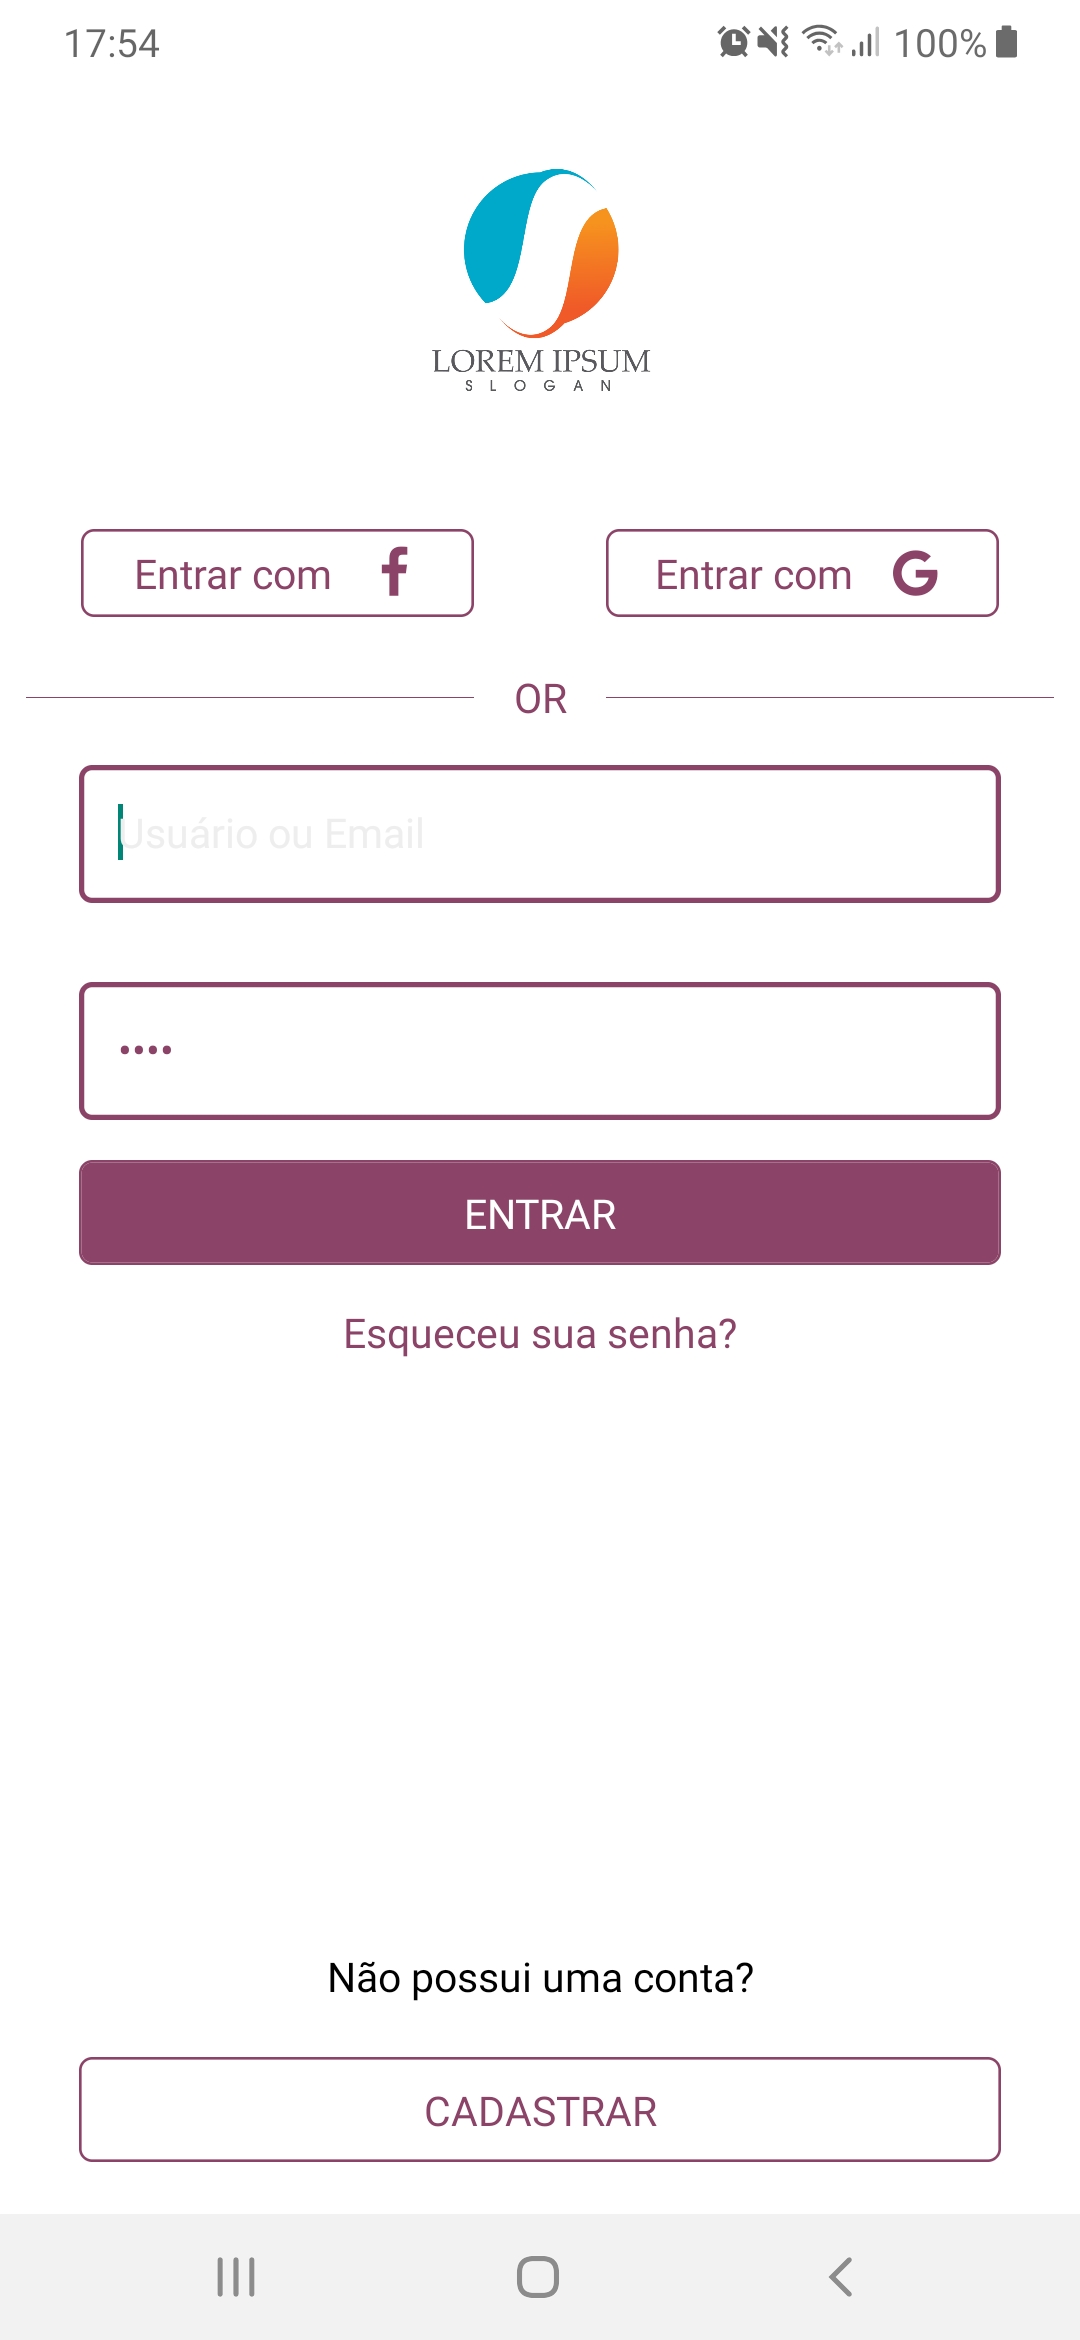 17:54 100%
LOREM IPSUM
SLOGAN
Entrar com f Entrar com G
OR
Usuário ou Email
••••
ENTRAR
Esqueceu sua senha?
Não possui uma conta?
CADASTRAR